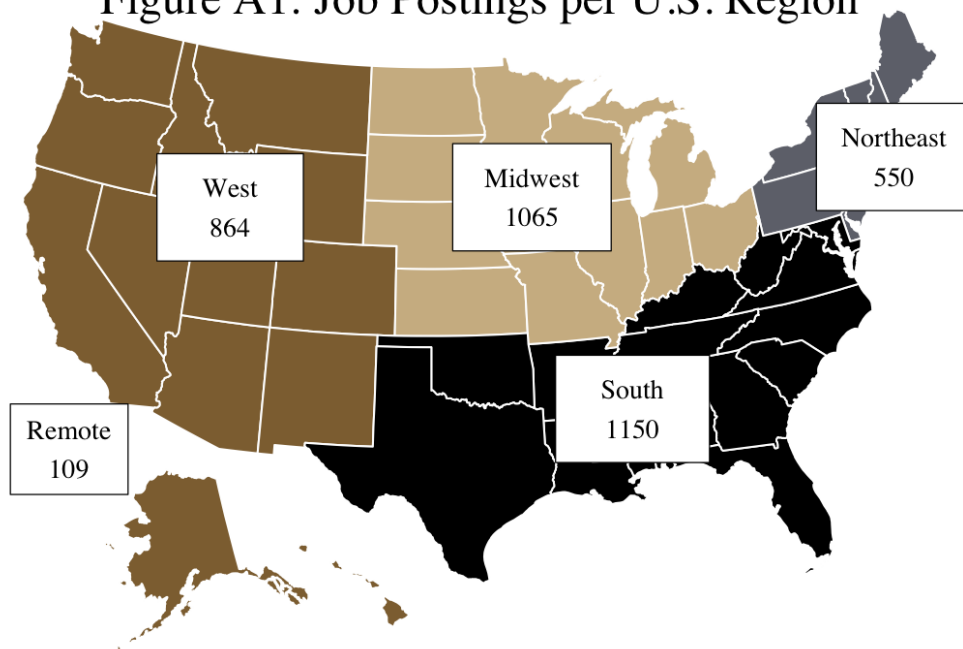 Figure A1: Job Postings per U.S. Region
Northeast
550
West
864
Midwest
1065
South
1150
Remote
109